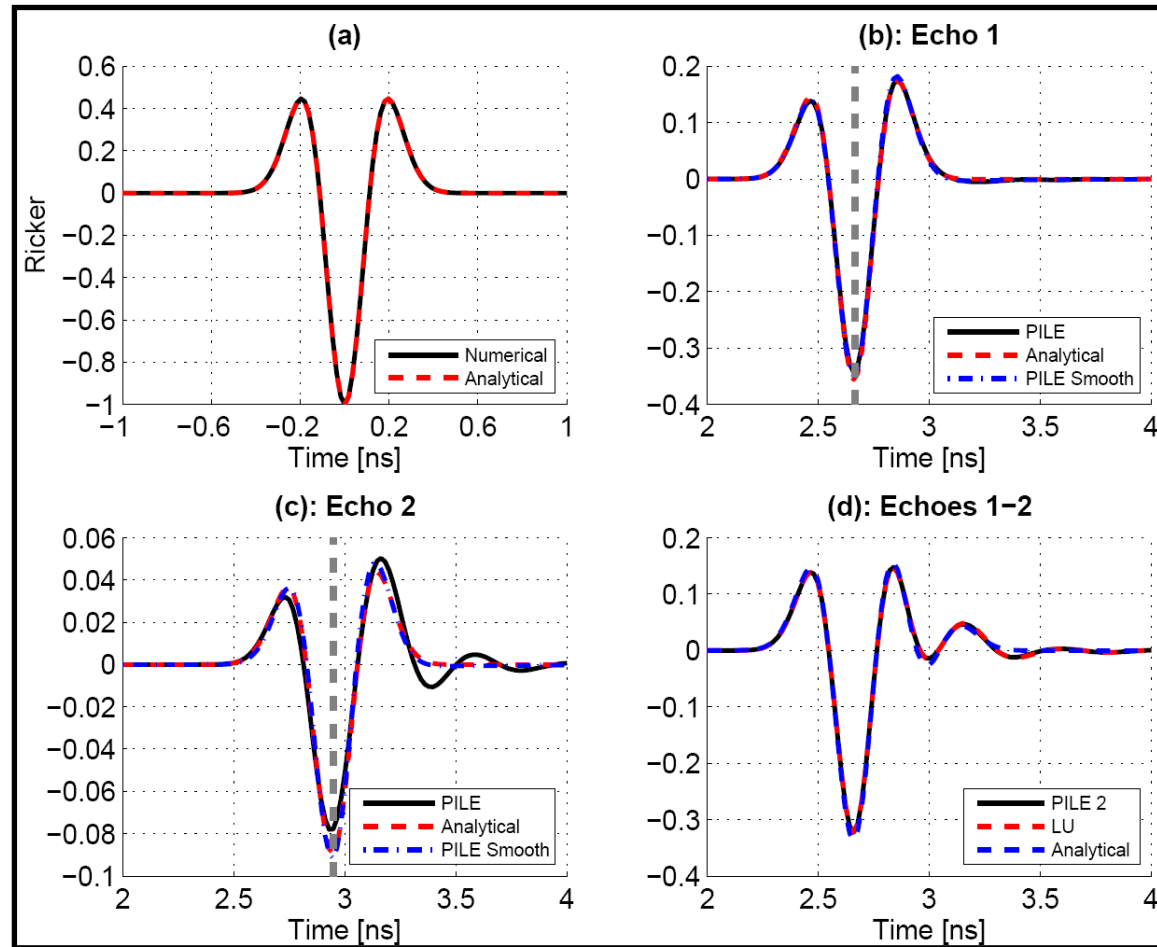 (a)
0.6
0.4
0.2
0
−0.2
−0.4
−0.6
−0.8
−1
Ricker
−1 −0.6 −0.2 0.2 0.6 1
Time [ns]
Numerical
Analytical
(b): Echo 1
0.2
0.1
0
−0.1
−0.2
−0.3
−0.4
2 2.5 3 3.5 4
Time [ns]
PILE
Analytical
PILE Smooth
(c): Echo 2
0.06
0.04
0.02
0
−0.02
−0.04
−0.06
−0.08
−0.1
2 2.5 3 3.5 4
Time [ns]
PILE
Analytical
PILE Smooth
(d): Echoes 1−2
0.2
0.1
0
−0.1
−0.2
−0.3
−0.4
2 2.5 3 3.5 4
Time [ns]
PILE 2
LU
Analytical